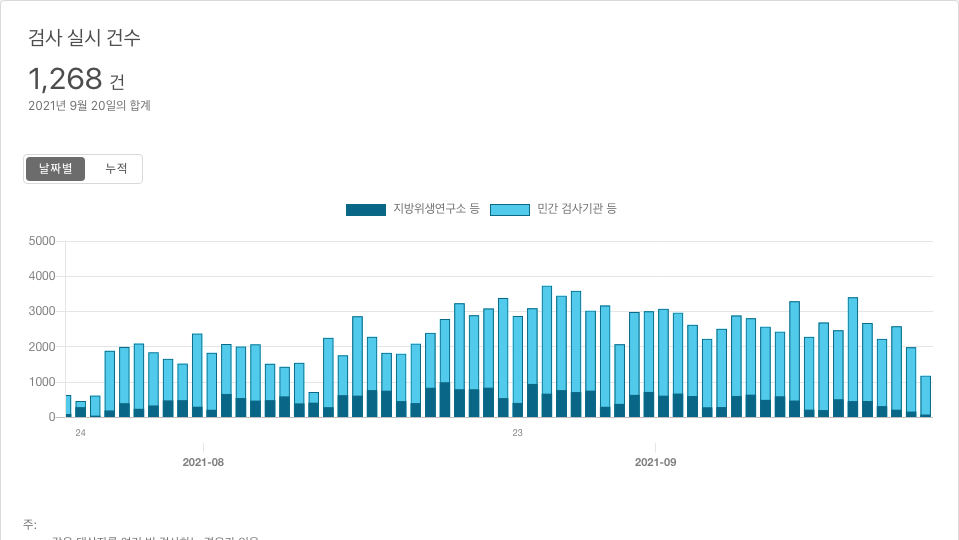 검사 실시 건수
1,268 건
2021년 9월 20일의 합계
날짜별 누적
지방위생연구소 등 민간 검사기관 등
5000
4000
3000
2000
1000
0
24 23
2021-08 2021-09
주: